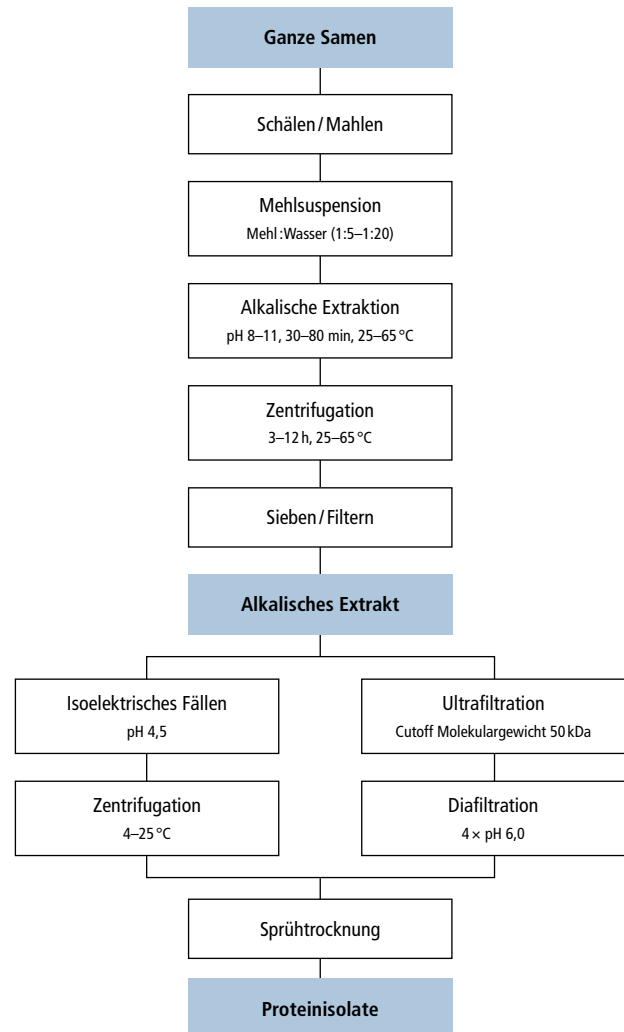 Ganze Samen
Schälen/Mahlen
Mehlsuspension
Mehl:Wasser (1:5–1:20)
Alkalische Extraktion
pH 8–11, 30–80 min, 25–65 °C
Zentrifugation
3–12 h, 25–65 °C
Sieben/Filtern
Alkalisches Extrakt
Isoelektrisches Fällen
pH 4,5
Ultrafiltration
Cutoff Molekulargewicht 50 kDa
Zentrifugation
4–25 °C
Diafiltration
4 × pH 6,0
Sprühtrocknung
Proteinisolate